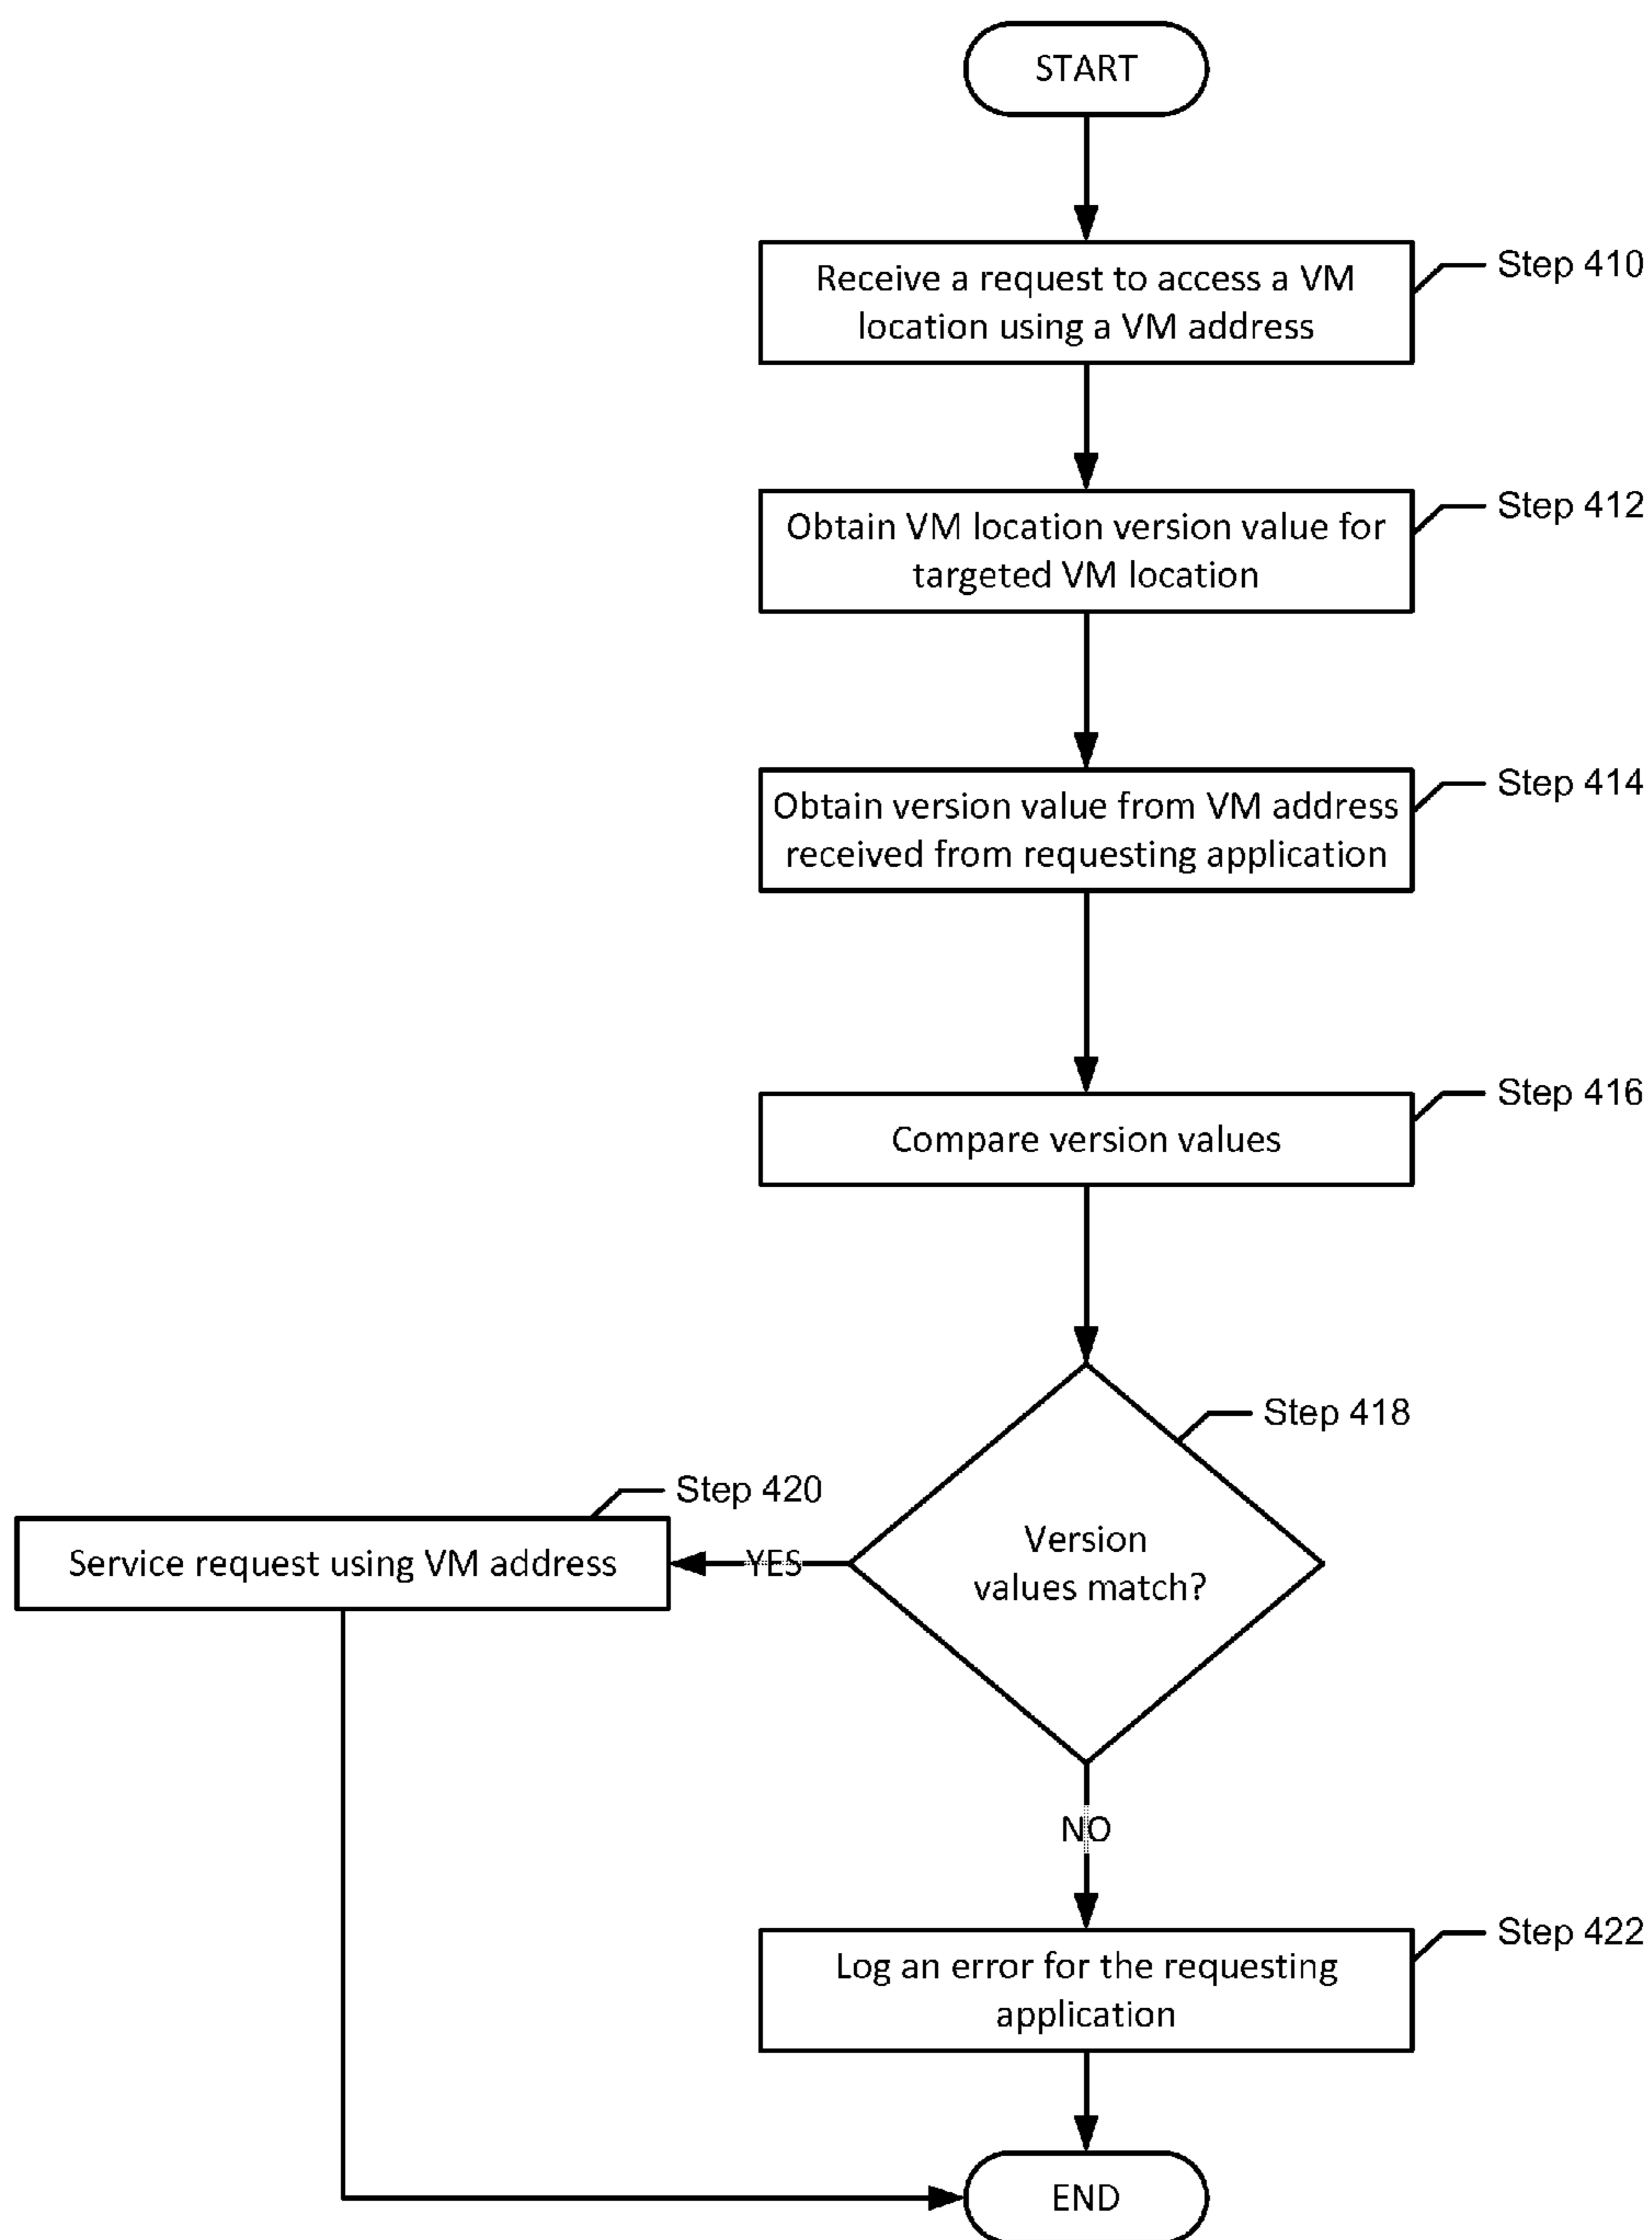 START
Receive a request to access a VM
location using a VM address
Step 410
Obtain VM location version value for
targeted VM location
Step 412
Obtain version value from VM address
received from requesting application
Step 414
Compare version values
Step 416
Version
values match?
Step 418
YES
Service request using VM address
Step 420
NO
Log an error for the requesting
application
Step 422
END